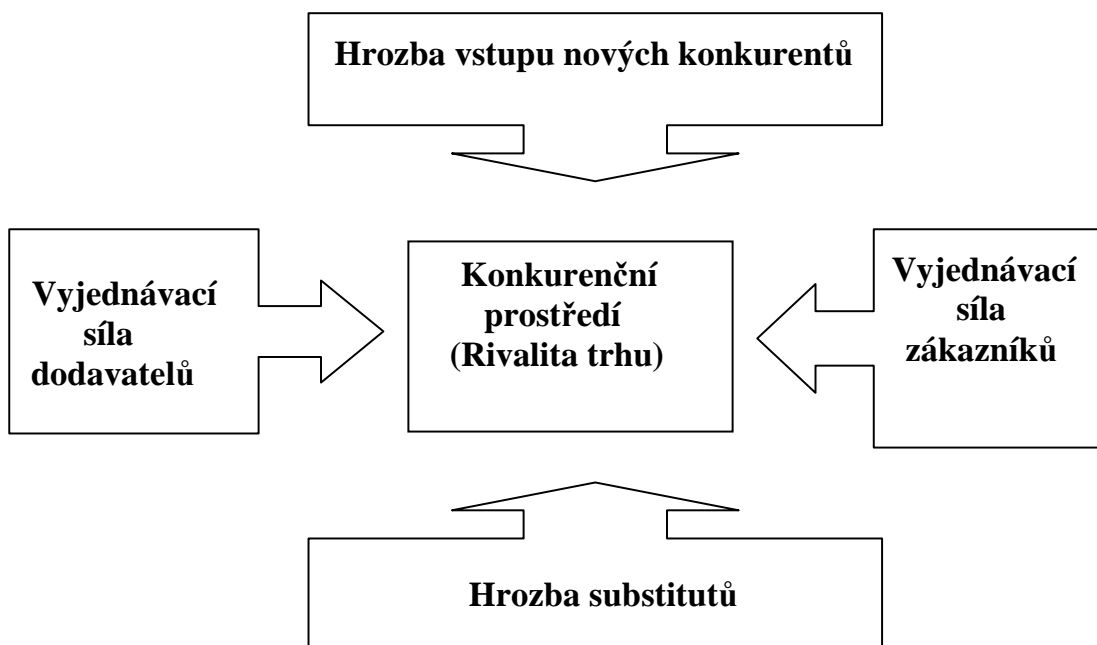 Hrozba vstupu nových konkurentů
Vyjednávací
síla
dodavatelů
Konkurenční
prostředí
(Rivalita trhu)
Vyjednávací
síla
zákazníků
Hrozba substitutů